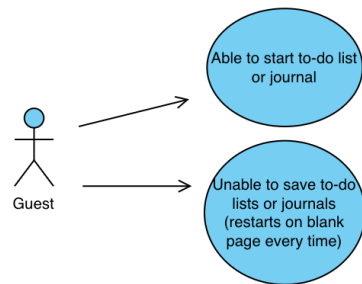 Able to start to-do list
or journal
Guest
Unable to save to-do
lists or journals
(restarts on blank
page every time)